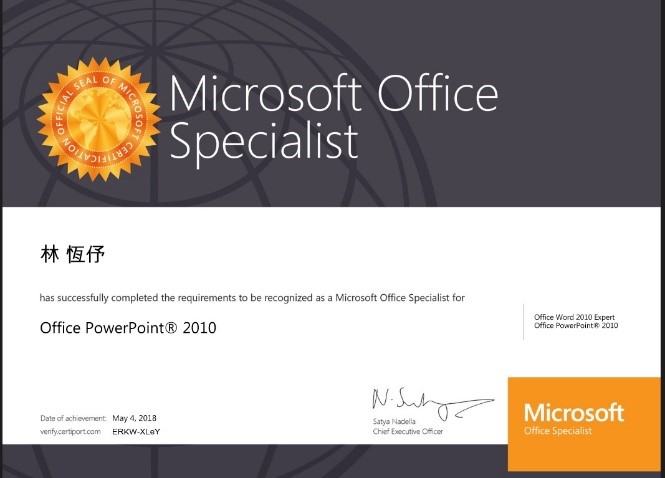 OFFICIAL SEAL OF MICROSOFT CERTIFICATION
Microsoft Office
Specialist
林 恆伃
has successfully completed the requirements to be recognized as a Microsoft Office Specialist for
Office PowerPoint® 2010
Office Word 2010 Expert
Office PowerPoint® 2010
Date of achievement: May 4, 2018
verify.certiport.com ERKW-XLeY
Satya Nadella
Chief Executive Officer
Microsoft
Office Specialist